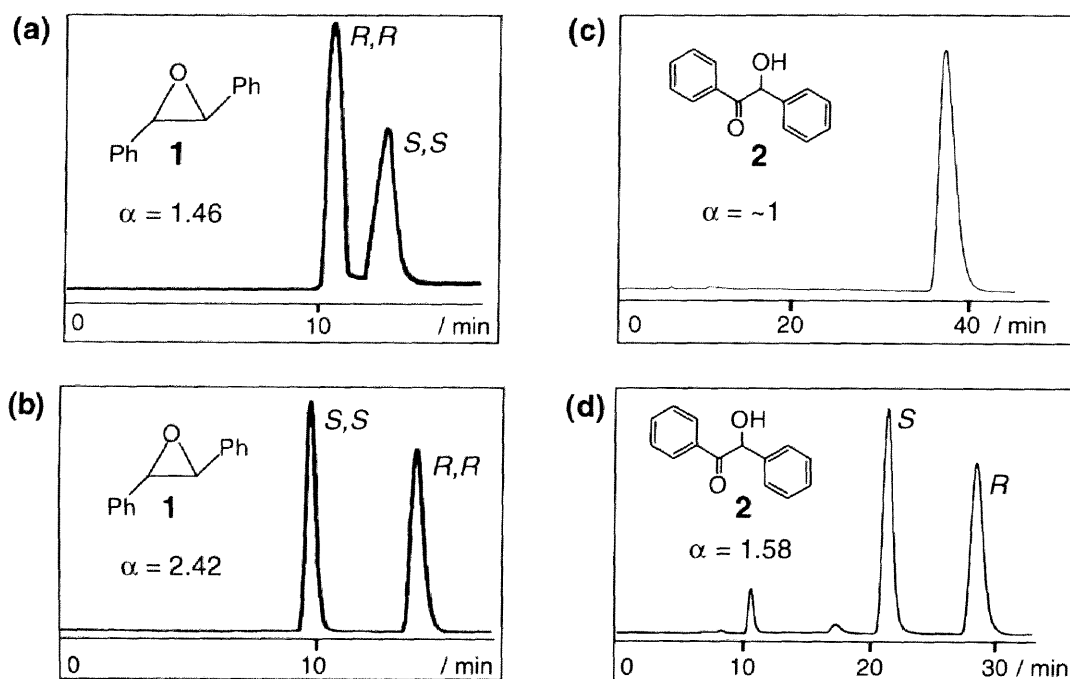 (a)
R,R
O
Ph
Ph
1
S,S
α = 1.46
0 10 / min
(b)
S,S
O
Ph
Ph
1
R,R
α = 2.42
0 10 / min
(c)
OH
O
2
α = ~1
0 20 40 / min
(d)
OH
S
O
2
R
α = 1.58
0 10 20 30 / min